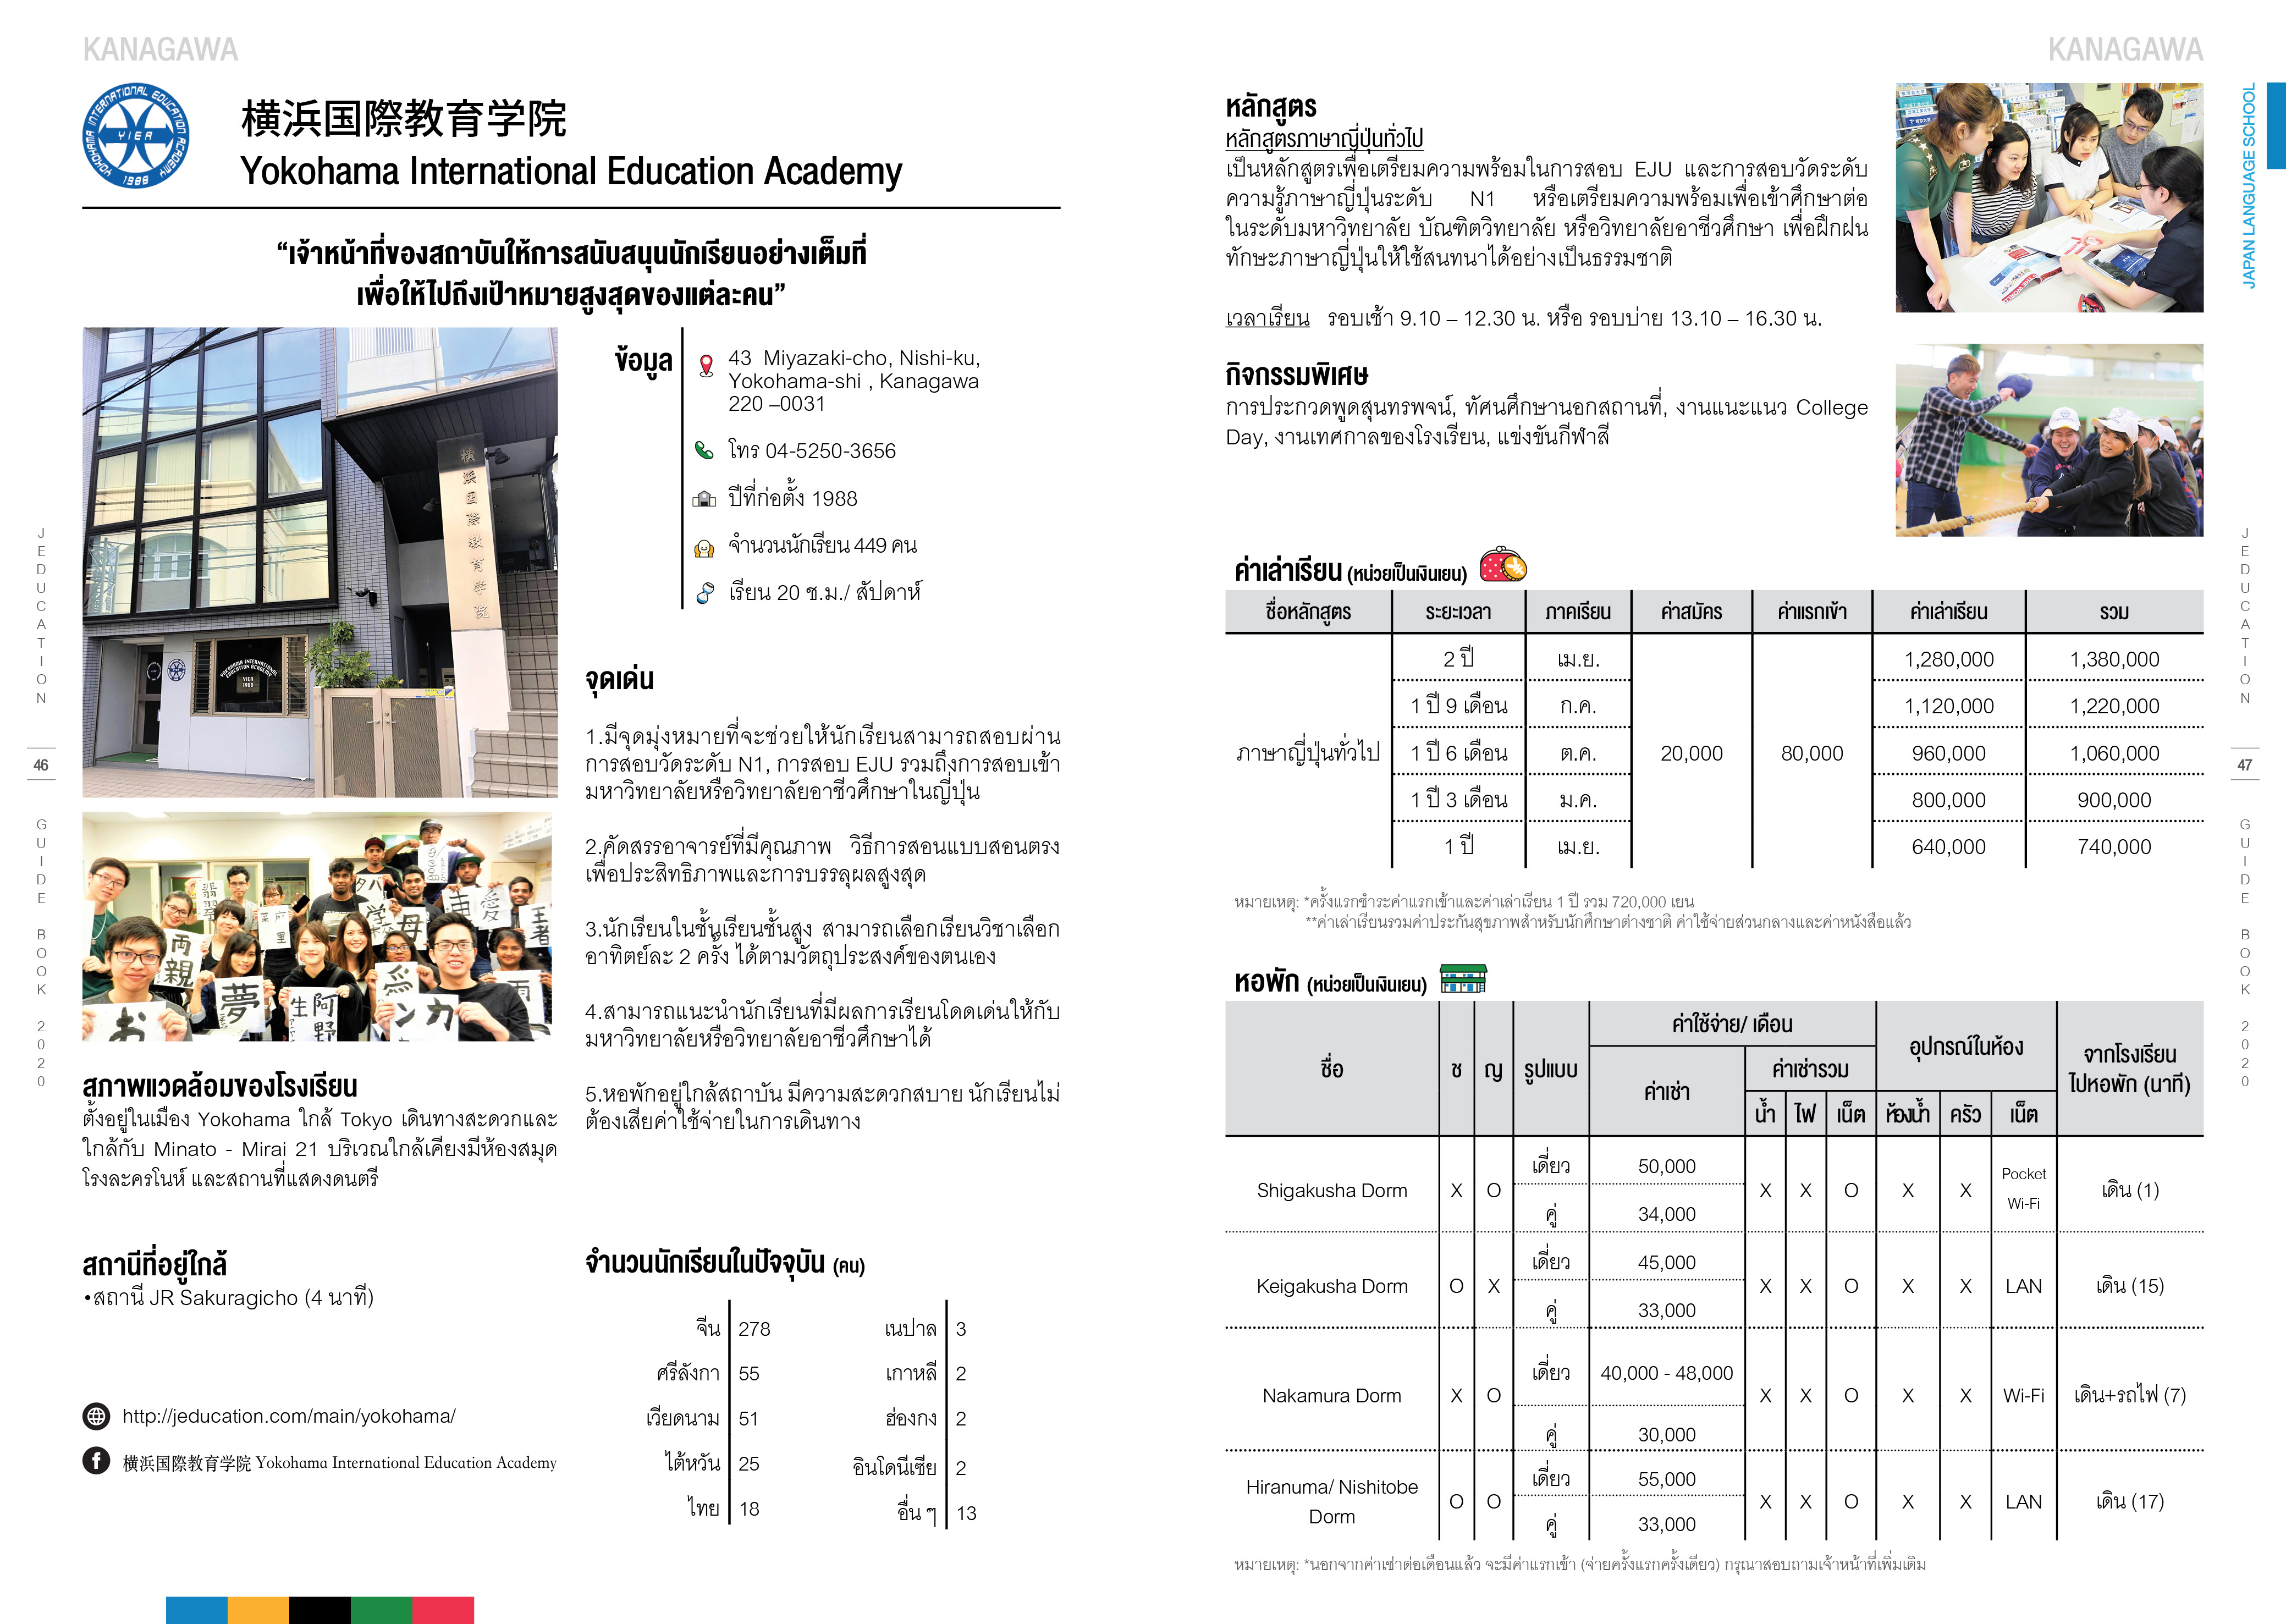 KANAGAWA
YOKOHAMA INTERNATIONAL EDUCATION ACADEMY
YIEA
1988
横浜国際教育学院
Yokohama International Education Academy
“เจ้าหน้าที่ของสถาบันให้การสนับสนุนนักเรียนอย่างเต็มที่
เพื่อให้ไปถึงเป้าหมายสูงสุดของแต่ละคน”
横浜国際教育学院
YOKOHAMA INTERNATIONAL
EDUCATION ACADEMY
YIEA
1988
ข้อมูล
43 Miyazaki-cho, Nishi-ku,
Yokohama-shi , Kanagawa
220 –0031
โทร 04-5250-3656
ปีที่ก่อตั้ง 1988
จำนวนนักเรียน 449 คน
เรียน 20 ช.ม./ สัปดาห์
จุดเด่น
1.มีจุดมุ่งหมายที่จะช่วยให้นักเรียนสามารถสอบผ่าน
การสอบวัดระดับ N1, การสอบ EJU รวมถึงการสอบเข้า
มหาวิทยาลัยหรือวิทยาลัยอาชีวศึกษาในญี่ปุ่น
2.คัดสรรอาจารย์ที่มีคุณภาพ วิธีการสอนแบบสอนตรง
เพื่อประสิทธิภาพและการบรรลุผลสูงสุด
3.นักเรียนในชั้นเรียนชั้นสูง สามารถเลือกเรียนวิชาเลือก
อาทิตย์ละ 2 ครั้ง ได้ตามวัตถุประสงค์ของตนเอง
4.สามารถแนะนำนักเรียนที่มีผลการเรียนโดดเด่นให้กับ
มหาวิทยาลัยหรือวิทยาลัยอาชีวศึกษาได้
5.หอพักอยู่ใกล้สถาบัน มีความสะดวกสบาย นักเรียนไม่
ต้องเสียค่าใช้จ่ายในการเดินทาง
両親
夢
愛
力
สภาพแวดล้อมของโรงเรียน
ตั้งอยู่ในเมือง Yokohama ใกล้ Tokyo เดินทางสะดวกและ
ใกล้กับ Minato - Mirai 21 บริเวณใกล้เคียงมีห้องสมุด
โรงละครโนห์ และสถานที่แสดงดนตรี
สถานีที่อยู่ใกล้
•สถานี JR Sakuragicho (4 นาที)
http://jeducation.com/main/yokohama/
横浜国際教育学院 Yokohama International Education Academy
จำนวนนักเรียนในปัจจุบัน (คน)
จีน 278
ศรีลังกา 55
เวียดนาม 51
ไต้หวัน 25
ไทย 18
เนปาล 3
เกาหลี 2
ฮ่องกง 2
อินโดนีเซีย 2
อื่น ๆ 13
JEDUCATION
46
GUIDE BOOK 2020
KANAGAWA
JAPAN LANGUAGE SCHOOL
หลักสูตร
หลักสูตรภาษาญี่ปุ่นทั่วไป
เป็นหลักสูตรเพื่อเตรียมความพร้อมในการสอบ EJU และการสอบวัดระดับ
ความรู้ภาษาญี่ปุ่นระดับ N1 หรือเตรียมความพร้อมเพื่อเข้าศึกษาต่อ
ในระดับมหาวิทยาลัย บัณฑิตวิทยาลัย หรือวิทยาลัยอาชีวศึกษา เพื่อฝึกฝน
ทักษะภาษาญี่ปุ่นให้ใช้สนทนาได้อย่างเป็นธรรมชาติ
เวลาเรียน รอบเช้า 9.10 – 12.30 น. หรือ รอบบ่าย 13.10 – 16.30 น.
กิจกรรมพิเศษ
การประกวดพูดสุนทรพจน์, ทัศนศึกษานอกสถานที่, งานแนะแนว College
Day, งานเทศกาลของโรงเรียน, แข่งขันกีฬาสี
ค่าเล่าเรียน (หน่วยเป็นเงินเยน)
ชื่อหลักสูตร ระยะเวลา ภาคเรียน ค่าสมัคร ค่าแรกเข้า ค่าเล่าเรียน รวม
2 ปี เม.ย. 1,280,000 1,380,000
1 ปี 9 เดือน ก.ค. 1,120,000 1,220,000
ภาษาญี่ปุ่นทั่วไป 1 ปี 6 เดือน ต.ค. 20,000 80,000 960,000 1,060,000
1 ปี 3 เดือน ม.ค. 800,000 900,000
1 ปี เม.ย. 640,000 740,000
หมายเหตุ: *ครั้งแรกชำระค่าแรกเข้าและค่าเล่าเรียน 1 ปี รวม 720,000 เยน
**ค่าเล่าเรียนรวมค่าประกันสุขภาพสำหรับนักศึกษาต่างชาติ ค่าใช้จ่ายส่วนกลางและค่าหนังสือแล้ว
หอพัก (หน่วยเป็นเงินเยน)
ชื่อ ช ญ รูปแบบ ค่าใช้จ่าย/ เดือน อุปกรณ์ในห้อง จากโรงเรียน
ไปหอพัก (นาที)
ค่าเช่า ค่าเช่ารวม
น้ำ ไฟ เน็ต ห้องน้ำ ครัว เน็ต
Shigakusha Dorm X O เดี่ยว 50,000 X X O X X Pocket
Wi-Fi เดิน (1)
คู่ 34,000
Keigakusha Dorm O X เดี่ยว 45,000 X X O X X LAN เดิน (15)
คู่ 33,000
Nakamura Dorm X O เดี่ยว 40,000 - 48,000 X X O X X Wi-Fi เดิน+รถไฟ (7)
คู่ 30,000
Hiranuma/ Nishitobe
Dorm O O เดี่ยว 55,000 X X O X X LAN เดิน (17)
คู่ 33,000
หมายเหตุ: *นอกจากค่าเช่าต่อเดือนแล้ว จะมีค่าแรกเข้า (จ่ายครั้งแรกครั้งเดียว) กรุณาสอบถามเจ้าหน้าที่เพิ่มเติม
JEDUCATION
47
GUIDE BOOK 2020